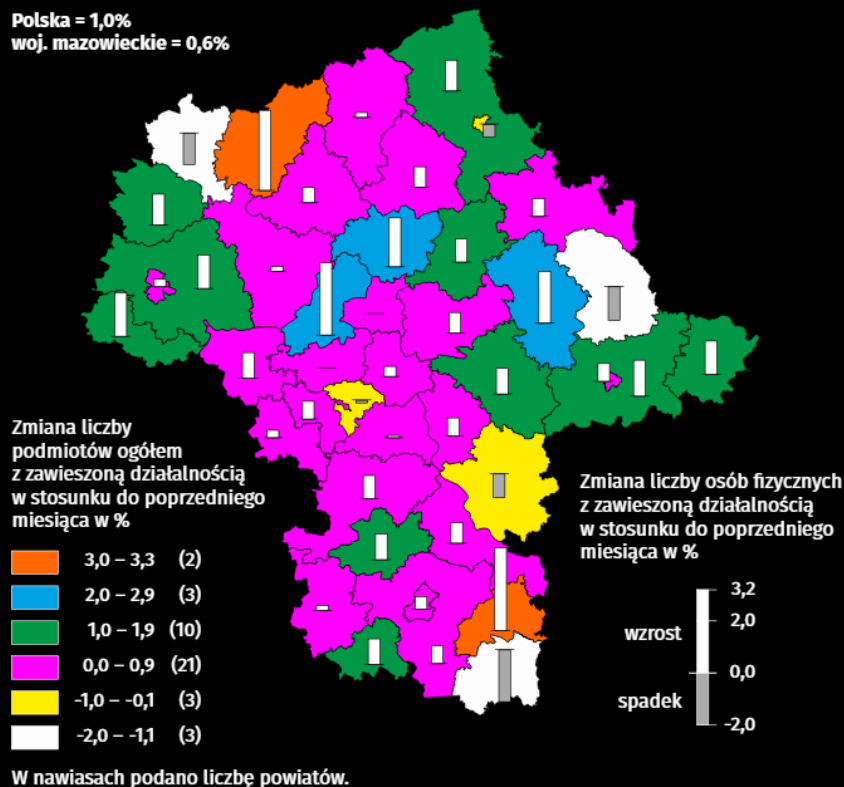 Polska = 1,0%
woj. mazowieckie = 0,6%
Zmiana liczby
podmiotów ogółem
z zawieszoną działalnością
w stosunku do poprzedniego
miesiąca w %
3,0 – 3,3 (2)
2,0 – 2,9 (3)
1,0 – 1,9 (10)
0,0 – 0,9 (21)
-1,0 – -0,1 (3)
-2,0 – -1,1 (3)
W nawiasach podano liczbę powiatów.
Zmiana liczby osób fizycznych
z zawieszoną działalnością
w stosunku do poprzedniego
miesiąca w %
3,2
2,0
wzrost
0,0
spadek
-2,0